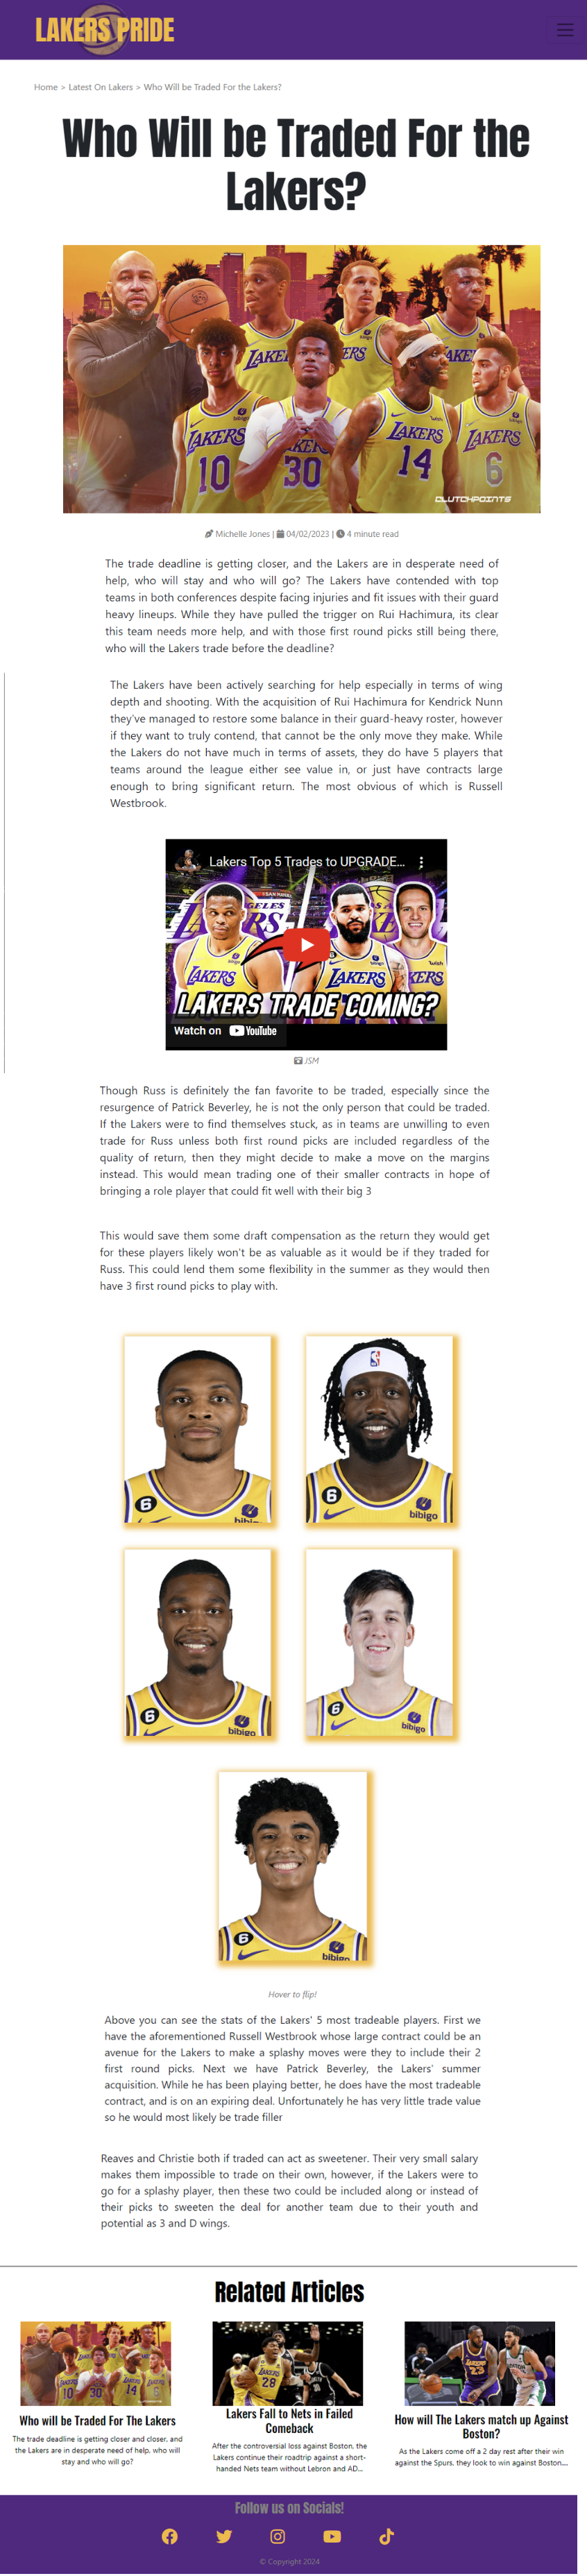 LAKERS PRIDE
Home > Latest On Lakers > Who Will be Traded For the Lakers?
Who Will be Traded For the
Lakers?
LAKE
ERS
AKE
bibigo
LAKERS
10
30
LAKERS
14
LAKERS
6
CLUTCHPOINTS
Michelle Jones | 04/02/2023 | 4 minute read
The trade deadline is getting closer, and the Lakers are in desperate need of
help, who will stay and who will go? The Lakers have contended with top
teams in both conferences despite facing injuries and fit issues with their guard
heavy lineups. While they have pulled the trigger on Rui Hachimura, its clear
this team needs more help, and with those first round picks still being there,
who will the Lakers trade before the deadline?
The Lakers have been actively searching for help especially in terms of wing
depth and shooting. With the acquisition of Rui Hachimura for Kendrick Nunn
they've managed to restore some balance in their guard-heavy roster, however
if they want to truly contend, that cannot be the only move they make. While
the Lakers do not have much in terms of assets, they do have 5 players that
teams around the league either see value in, or just have contracts large
enough to bring significant return. The most obvious of which is Russell
Westbrook.
Lakers Top 5 Trades to UPGRADE...
LAKERS
LAKERS
KERS
LAKERS TRADE COMING?
Watch on YouTube
JSM
Though Russ is definitely the fan favorite to be traded, especially since the
resurgence of Patrick Beverley, he is not the only person that could be traded.
If the Lakers were to find themselves stuck, as in teams are unwilling to even
trade for Russ unless both first round picks are included regardless of the
quality of return, then they might decide to make a move on the margins
instead. This would mean trading one of their smaller contracts in hope of
bringing a role player that could fit well with their big 3
This would save them some draft compensation as the return they would get
for these players likely won't be as valuable as it would be if they traded for
Russ. This could lend them some flexibility in the summer as they would then
have 3 first round picks to play with.
6
bibigo
6
bibigo
6
bibigo
6
bibigo
6
bibigo
Hover to flip!
Above you can see the stats of the Lakers' 5 most tradeable players. First we
have the aforementioned Russell Westbrook whose large contract could be an
avenue for the Lakers to make a splashy moves were they to include their 2
first round picks. Next we have Patrick Beverley, the Lakers' summer
acquisition. While he has been playing better, he does have the most tradeable
contract, and is on an expiring deal. Unfortunately he has very little trade value
so he would most likely be trade filler
Reaves and Christie both if traded can act as sweetener. Their very small salary
makes them impossible to trade on their own, however, if the Lakers were to
go for a splashy player, then these two could be included along or instead of
their picks to sweeten the deal for another team due to their youth and
potential as 3 and D wings.
Related Articles
10
30
14
6
LAKERS
28
23
Who will be Traded For The Lakers
The trade deadline is getting closer and closer, and
the Lakers are in desperate need of help, who will
stay and who will go?
Lakers Fall to Nets in Failed
Comeback
After the controversial loss against Boston, the
Lakers continue their roadtrip against a short-
handed Nets team without Lebron and AD...
How will The Lakers match up Against
Boston?
As the Lakers come off a 2 day rest after their win
against the Spurs, they look to win against Boston....
Follow us on Socials!
© Copyright 2024